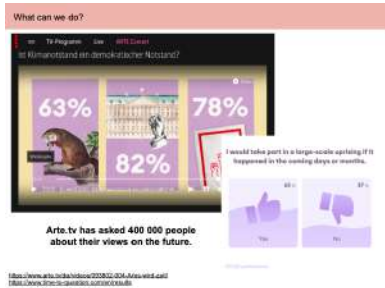 What can we do?
TV-Programm Live ARTE Concert
Ist Klimanotstand ein demokratischer Notstand?
63%
82%
78%
I would take part in a large-scale uprising if it
happened in the coming days or months.
Yes
No
Arte.tv has asked 400 000 people
about their views on the future.